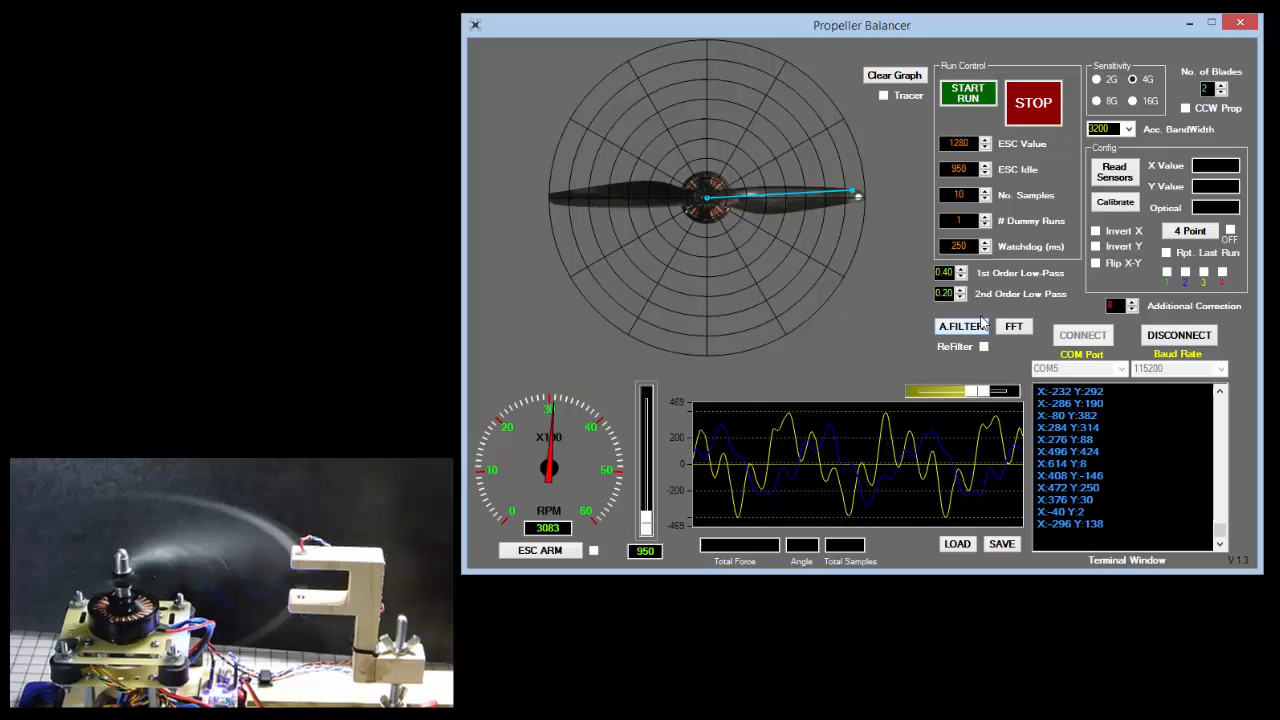 Propeller Balancer
Clear Graph
Tracer
Run Control
START RUN
STOP
1280 ESC Value
950 ESC Idle
10 No. Samples
1 # Dummy Runs
250 Watchdog (ms)
0.40 1st Order Low-Pass
0.20 2nd Order Low Pass
A.FILTER
FFT
ReFilter
Sensitivity
2G 4G
8G 16G
No. of Blades
2
CCW Prop
3200 Acc. BandWidth
Config
Read Sensors
Calibrate
X Value
Y Value
Optical
Invert X
Invert Y
Flip X-Y
4 Point
OFF
Rpt. Last Run
1 2 3 4
Additional Correction
CONNECT
DISCONNECT
COM Port
Baud Rate
COM5
115200
X:-232 Y:292
X:-286 Y:190
X:-80 Y:382
X:284 Y:314
X:276 Y:88
X:496 Y:424
X:614 Y:8
X:408 Y:-146
X:472 Y:250
X:376 Y:30
X:-40 Y:2
X:-296 Y:138
Terminal Window
V 1.3
0
10
20
30
40
50
60
X100
RPM
3083
ESC ARM
950
469
200
0
-200
-469
Total Force
Angle
Total Samples
LOAD
SAVE